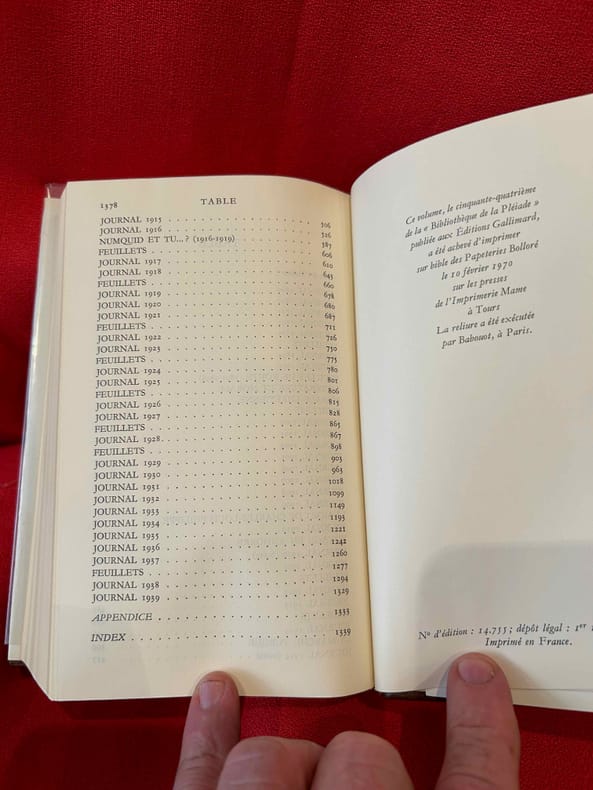 1378 TABLE
JOURNAL 1915 . . . . . . . . . . . . . . . . 506
JOURNAL 1916 . . . . . . . . . . . . . . . . 526
NUMQUID ET TU...? (1916-1919) . . . . . . . . 587
FEUILLETS . . . . . . . . . . . . . . . . . . 606
JOURNAL 1917 . . . . . . . . . . . . . . . . 610
JOURNAL 1918 . . . . . . . . . . . . . . . . 643
FEUILLETS . . . . . . . . . . . . . . . . . . 660
JOURNAL 1919 . . . . . . . . . . . . . . . . 678
JOURNAL 1920 . . . . . . . . . . . . . . . . 680
JOURNAL 1921 . . . . . . . . . . . . . . . . 687
FEUILLETS . . . . . . . . . . . . . . . . . . 711
JOURNAL 1922 . . . . . . . . . . . . . . . . 726
JOURNAL 1923 . . . . . . . . . . . . . . . . 750
FEUILLETS . . . . . . . . . . . . . . . . . . 775
JOURNAL 1924 . . . . . . . . . . . . . . . . 780
JOURNAL 1925 . . . . . . . . . . . . . . . . 801
FEUILLETS . . . . . . . . . . . . . . . . . . 806
JOURNAL 1926 . . . . . . . . . . . . . . . . 815
JOURNAL 1927 . . . . . . . . . . . . . . . . 828
FEUILLETS . . . . . . . . . . . . . . . . . . 865
JOURNAL 1928 . . . . . . . . . . . . . . . . 867
FEUILLETS . . . . . . . . . . . . . . . . . . 898
JOURNAL 1929 . . . . . . . . . . . . . . . . 903
JOURNAL 1930 . . . . . . . . . . . . . . . . 963
JOURNAL 1931 . . . . . . . . . . . . . . . . 1018
JOURNAL 1932 . . . . . . . . . . . . . . . . 1099
JOURNAL 1933 . . . . . . . . . . . . . . . . 1149
JOURNAL 1934 . . . . . . . . . . . . . . . . 1193
JOURNAL 1935 . . . . . . . . . . . . . . . . 1221
JOURNAL 1936 . . . . . . . . . . . . . . . . 1242
JOURNAL 1937 . . . . . . . . . . . . . . . . 1260
FEUILLETS . . . . . . . . . . . . . . . . . . 1277
JOURNAL 1938 . . . . . . . . . . . . . . . . 1294
JOURNAL 1939 . . . . . . . . . . . . . . . . 1329
APPENDICE . . . . . . . . . . . . . . . . . . 1333
INDEX . . . . . . . . . . . . . . . . . . . . 1339
Ce volume, le cinquante-quatrième
de la « Bibliothèque de la Pléiade »
publiée aux Éditions Gallimard,
a été achevé d'imprimer
sur bible des Papeteries Bolloré
le 10 février 1970
sur les presses
de l'Imprimerie Mame
à Tours
La reliure a été exécutée
par Babouot, à Paris.
Nº d'édition : 14.755 ; dépôt légal : 1er
Imprimé en France.